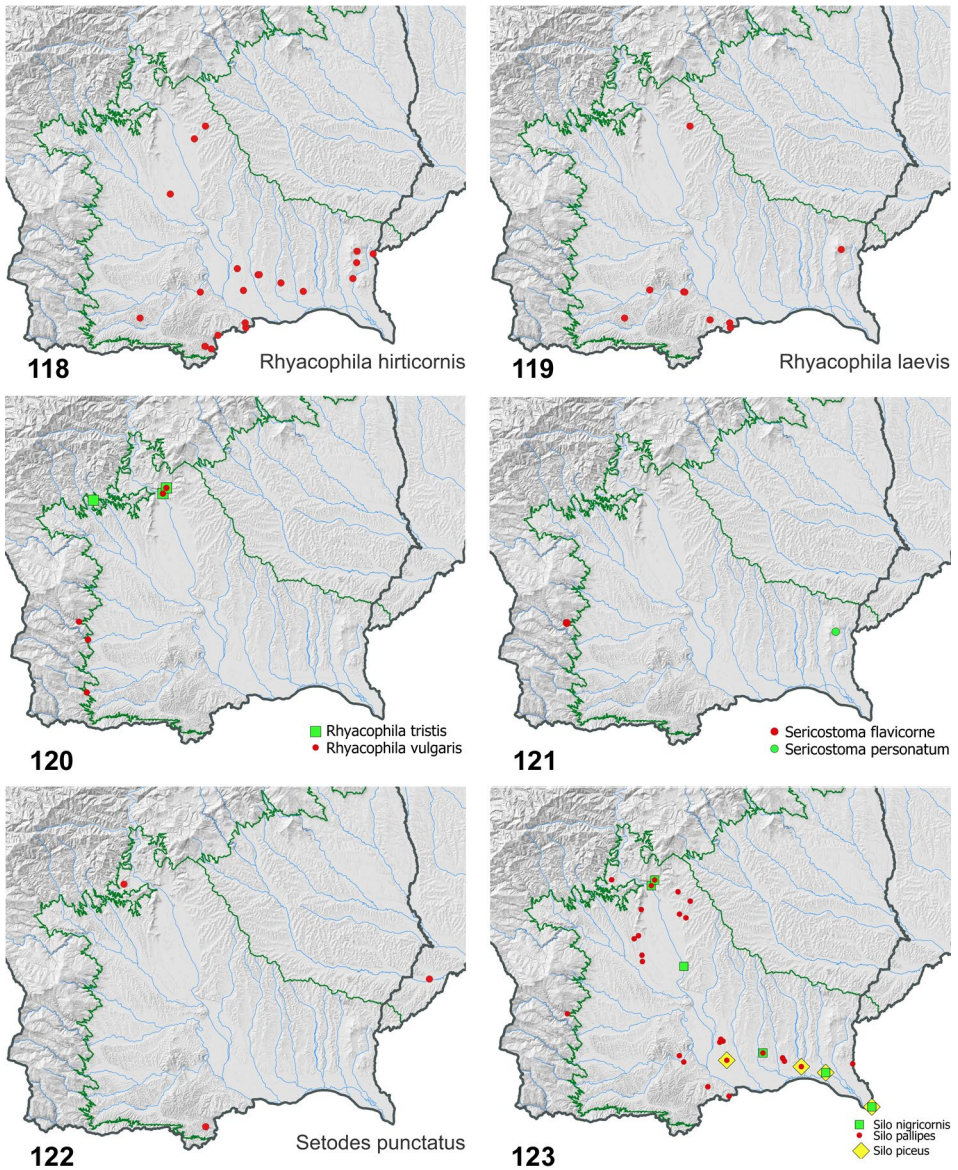 118
Rhyacophila hirticornis
119
Rhyacophila laevis
Rhyacophila tristis
Rhyacophila vulgaris
120
Sericostoma flavicorne
Sericostoma personatum
121
122
Setodes punctatus
Silo nigricornis
Silo pallipes
Silo piceus
123